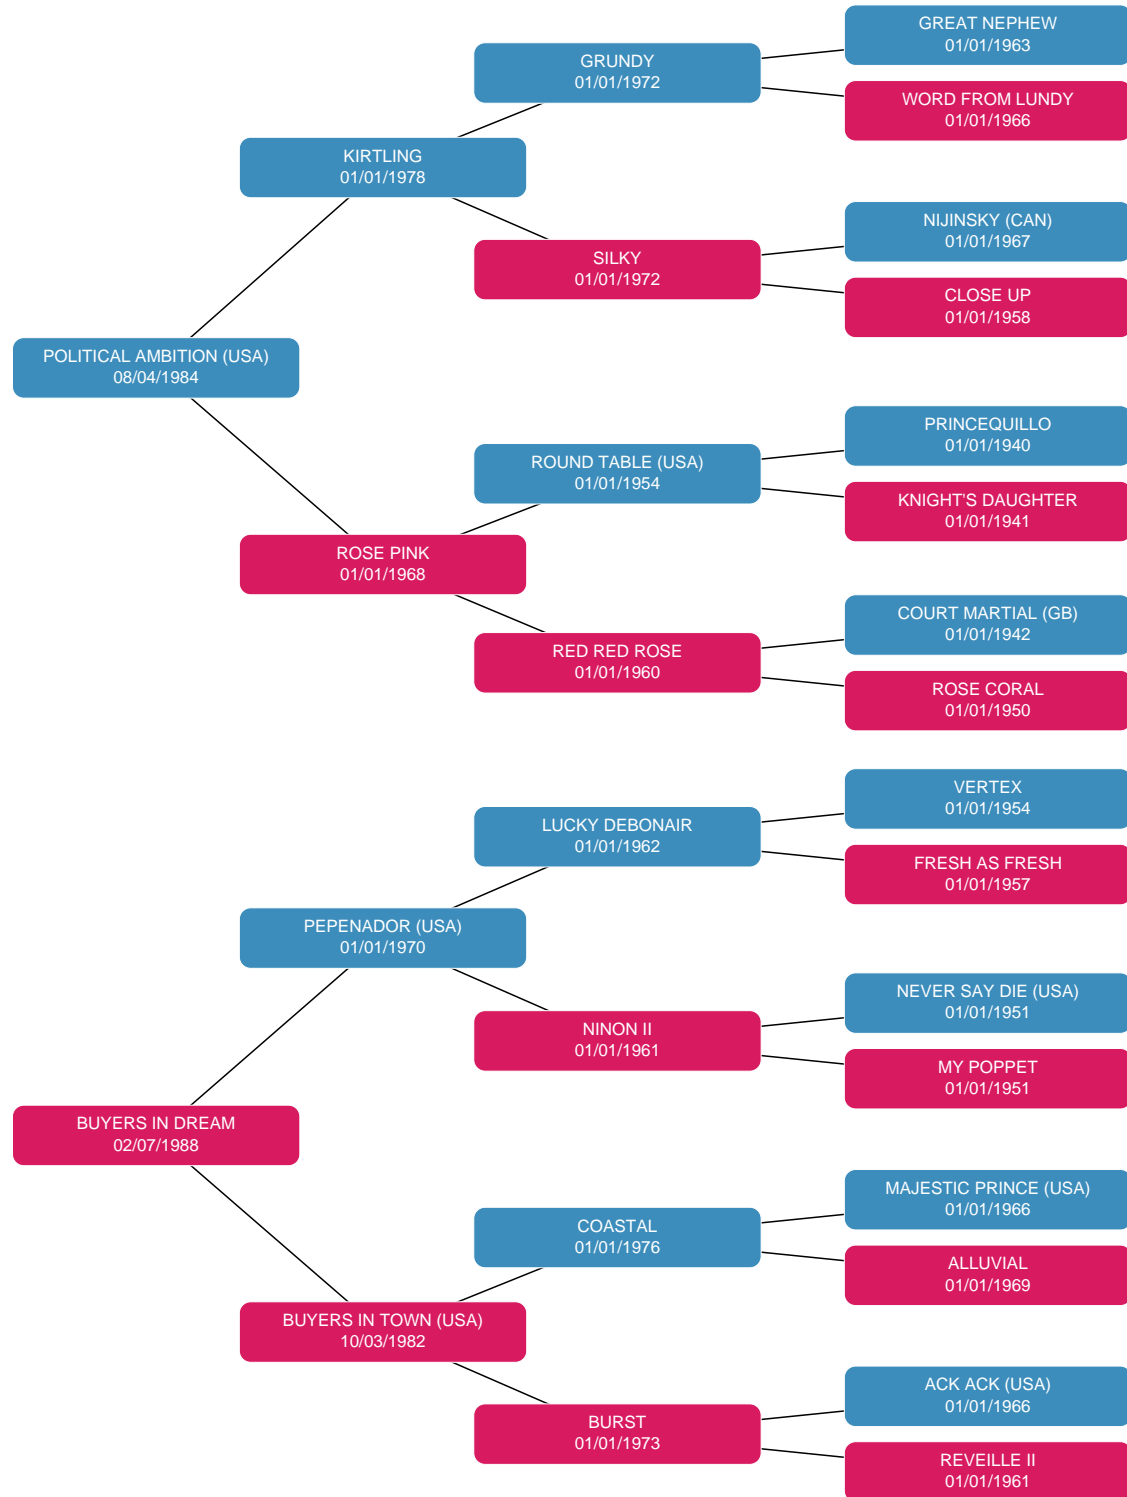 GREAT NEPHEW
01/01/1963
GRUNDY
01/01/1972
WORD FROM LUNDY
01/01/1966
KIRTLING
01/01/1978
NIJINSKY (CAN)
01/01/1967
SILKY
01/01/1972
CLOSE UP
01/01/1958
POLITICAL AMBITION (USA)
08/04/1984
PRINCEQUILLO
01/01/1940
ROUND TABLE (USA)
01/01/1954
KNIGHT'S DAUGHTER
01/01/1941
ROSE PINK
01/01/1968
COURT MARTIAL (GB)
01/01/1942
RED RED ROSE
01/01/1960
ROSE CORAL
01/01/1950
VERTEX
01/01/1954
LUCKY DEBONAIR
01/01/1962
FRESH AS FRESH
01/01/1957
PEPENADOR (USA)
01/01/1970
NEVER SAY DIE (USA)
01/01/1951
NINON II
01/01/1961
MY POPPET
01/01/1951
BUYERS IN DREAM
02/07/1988
MAJESTIC PRINCE (USA)
01/01/1966
COASTAL
01/01/1976
ALLUVIAL
01/01/1969
BUYERS IN TOWN (USA)
10/03/1982
ACK ACK (USA)
01/01/1966
BURST
01/01/1973
REVEILLE II
01/01/1961